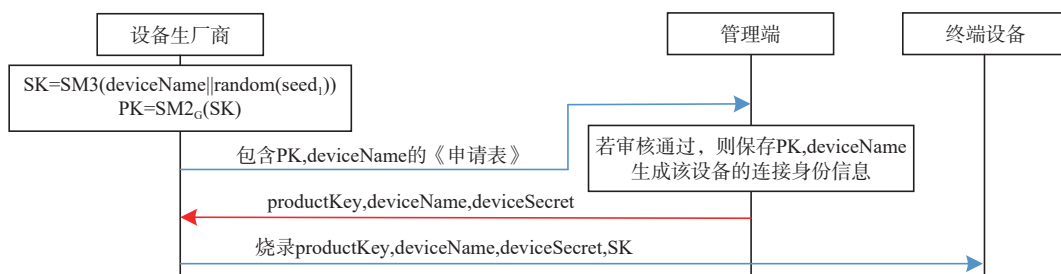 设备生厂商
管理端
终端设备
SK=SM3(deviceName||random(seed₁))
PK=SM2_G(SK)
包含PK,deviceName的《申请表》
若审核通过，则保存PK,deviceName
生成该设备的连接身份信息
productKey,deviceName,deviceSecret
烧录productKey,deviceName,deviceSecret,SK